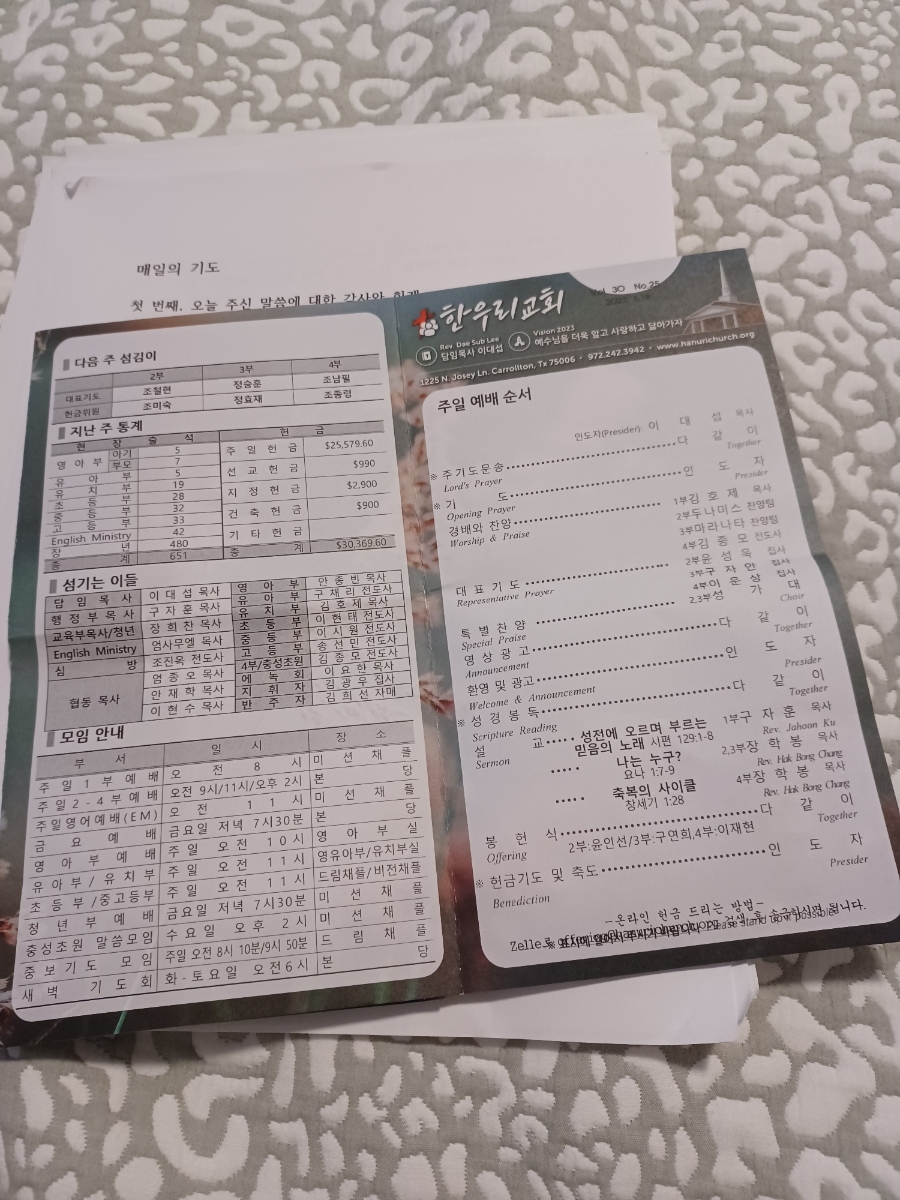 매일의 기도
첫 번째. 오늘 주신 말씀에 대한 감사와
다음 주 섬김이
2부 3부 4부
대표기도 조철현 정승훈 조남필
헌금위원 조미숙 정효재 조종령
지난 주 통계
현 장 출 석 헌 금
영 아 부 아기 5 주 일 헌 금 $25,579.60
부모 7
유 아 부 5 선 교 헌 금 $990
유 치 부 19
초 등 부 28 지 정 헌 금 $2,900
중 등 부 32
고 등 부 33 건 축 헌 금 $900
English Ministry 42
장 년 480 기 타 헌 금
총 계 651 총 계 $30,369.60
섬기는 이들
담 임 목 사 이 대 섭 목사 영 아 부 안 종 빈 목사
행 정 부 목 사 구 자 훈 목사 유 아 부 구 채 리 전도사
교육부목사/청년 장 희 찬 목사 유 치 부 김 호 제 목사
English Ministry 엄사무엘 목사 초 등 부 이 현 태 전도사
심 방 조진옥 전도사 중 등 부 이 시 원 전도사
협동 목사 염 종 오 목사 고 등 부 송 선 민 전도사
안 재 학 목사 4부/충성초원 김 종 모 전도사
이 현 수 목사 에 녹 회 이 요 한 목사
지 휘 자 김 광 우 집사
반 주 자 김 희 선 자매
모임 안내
부 서 일 시 장 소
주 일 1 부 예 배 오 전 8 시 미 션 채 플
주일 2 - 4 부 예배 오전 9시/11시/오후 2시 본 당
주일영어예배(EM) 오 전 1 1 시 미 션 채 플
금 요 예 배 금요일 저녁 7시30분 본 당
영 아 부 예 배 주 일 오 전 1 0 시 영 아 부 실
유 아 부 / 유 치 부 주 일 오 전 1 1 시 영유아부/유치부실
초 등 부 / 중고등부 주 일 오 전 1 1 시 드림채플/비전채플
청 년 부 예 배 금요일 저녁 7시30분 미 션 채 플
충성초원 말씀모임 수 요 일 오 후 2 시 미 션 채 플
중 보 기 도 모 임 주일 오전 8시 10분/9시 50분 드 림 채 플
새 벽 기 도 회 화 - 토요일 오전 6 시 본 당
Vol. 30 No.25
한우리교회
Rev. Dae Sub Lee
담임목사 이대섭
Vision 2023
예수님을 더욱 알고 사랑하고 닮아가자
1225 N. Josey Ln. Carrollton, Tx 75006 • 972.242.3942 • www.hanurichurch.org
주일 예배 순서
인도자(Presider) 이 대 섭 목사
※ 주기도문송 다 같 이
Lord's Prayer Together
※ 기 도 인 도 자
Opening Prayer Presider
경배와 찬양 1부김 호 제 목사
Worship & Praise 2부두나미스 찬양팀
3부마라나타 찬양팀
4부김 종 모 전도사
대 표 기 도 2부윤 성 욱 집사
Representative Prayer 3부구 자 안 집사
4부이 운 상 집사
특 별 찬 양 2,3부성 가 대
Special Praise Choir
영 상 광 고 다 같 이
Announcement Together
환영 및 광고 인 도 자
Welcome & Announcement Presider
※ 성 경 봉 독 다 같 이
Scripture Reading Together
설 교 성전에 오르며 부르는 1부구 자 훈 목사
Sermon 믿음의 노래 시편 129:1-8 Rev. Jahoon Ku
나는 누구? 2,3부장 학 봉 목사
요나 1:7-9 Rev. Hak Bong Chang
축복의 사이클 4부장 학 봉 목사
창세기 1:28 Rev. Hak Bong Chang
봉 헌 식 다 같 이
Offering 2부:윤인선/3부:구연희,4부:이재현 Together
※ 헌금기도 및 축도 인 도 자
Benediction Presider
-온라인 헌금 드리는 방법-
Zelle로 offering@hanurichurch.org 검색 후 송금하시면 됩니다.
Please stand up if possible